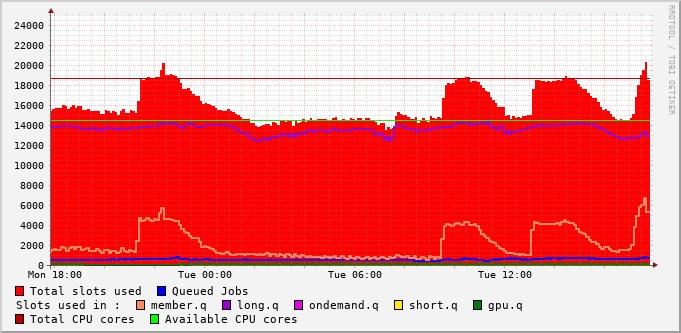 RRDTOOL / TOBI OETIKER
24000
22000
20000
18000
16000
14000
12000
10000
8000
6000
4000
2000
0
Mon 18:00 Tue 00:00 Tue 06:00 Tue 12:00
Total slots used Queued Jobs
Slots used in : member.q long.q ondemand.q short.q gpu.q
Total CPU cores Available CPU cores